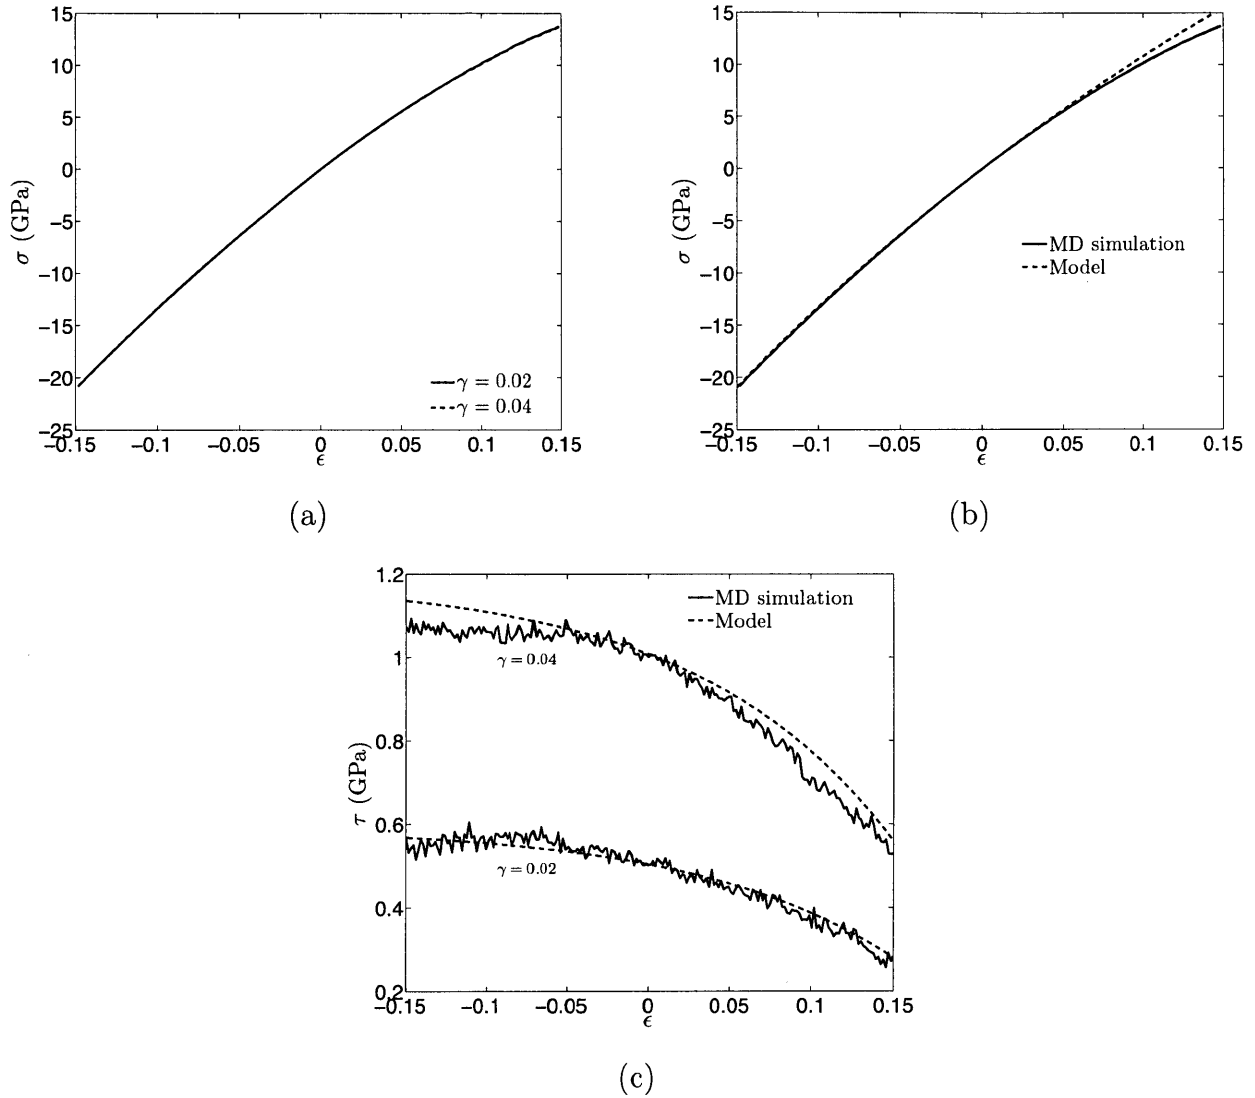 15
10
5
0
−5
−10
−15
−20
−25
σ (GPa)
−0.15 −0.1 −0.05 0 0.05 0.1 0.15
ϵ
γ = 0.02
γ = 0.04
(a)
15
10
5
0
−5
−10
−15
−20
−25
σ (GPa)
MD simulation
Model
−0.15 −0.1 −0.05 0 0.05 0.1 0.15
ϵ
(b)
1.2
1
0.8
0.6
0.4
0.2
τ (GPa)
MD simulation
Model
γ = 0.04
γ = 0.02
−0.15 −0.1 −0.05 0 0.05 0.1 0.15
ϵ
(c)